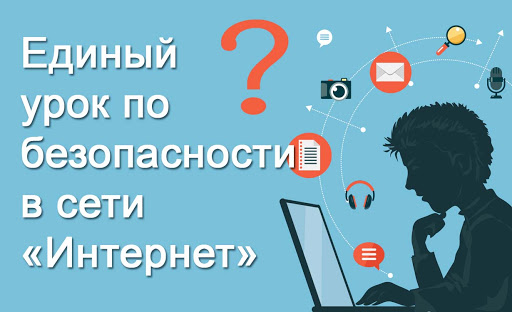 Единый
урок по
безопасности
в сети
«Интернет»
?